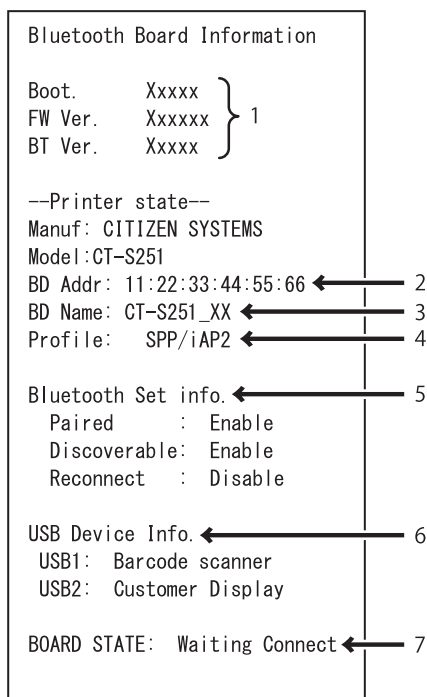 Bluetooth Board Information
Boot. Xxxxx
FW Ver. Xxxxxx 1
BT Ver. Xxxxx
--Printer state--
Manuf: CITIZEN SYSTEMS
Model:CT-S251
BD Addr: 11:22:33:44:55:66 2
BD Name: CT-S251_XX 3
Profile: SPP/iAP2 4
Bluetooth Set info. 5
Paired : Enable
Discoverable: Enable
Reconnect : Disable
USB Device Info. 6
USB1: Barcode scanner
USB2: Customer Display
BOARD STATE: Waiting Connect 7